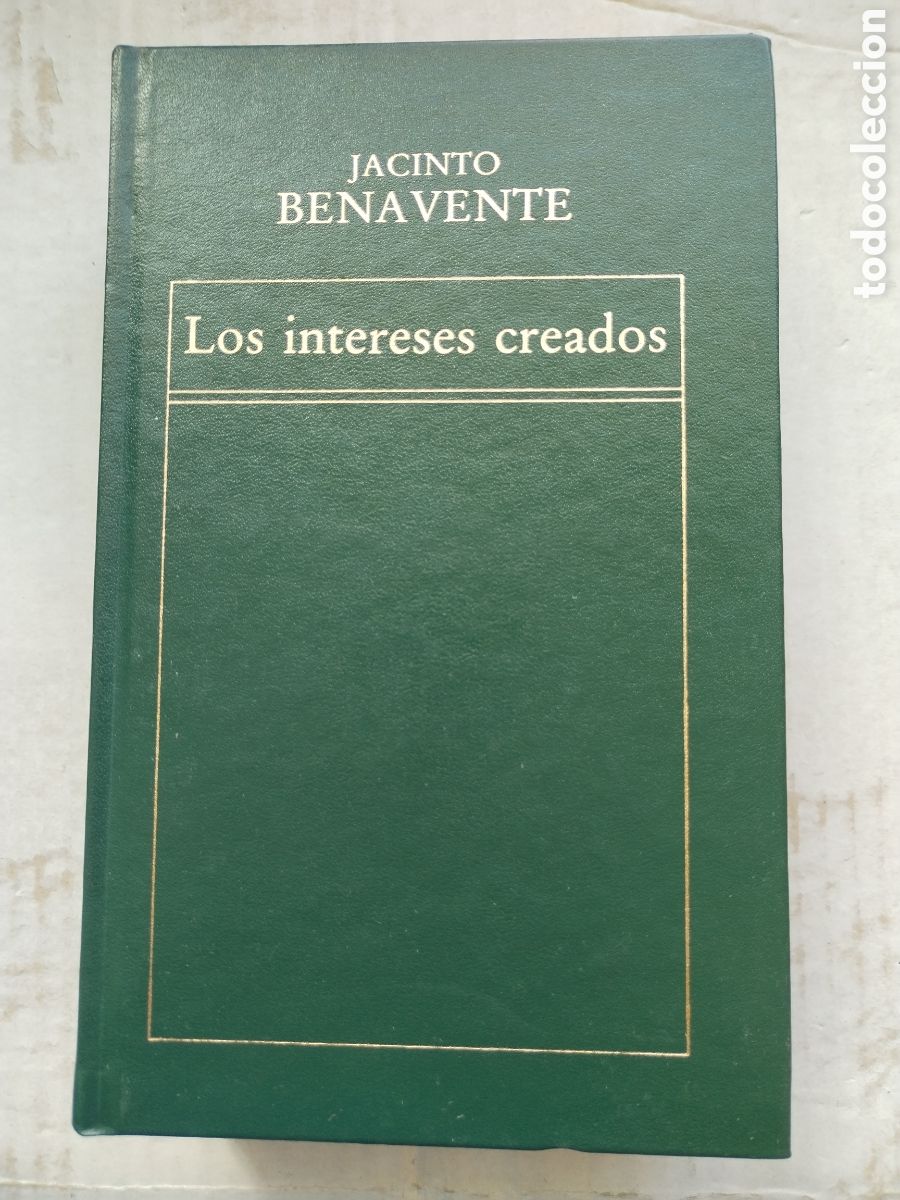 JACINTO
BENAVENTE
Los intereses creados
todocoleccion